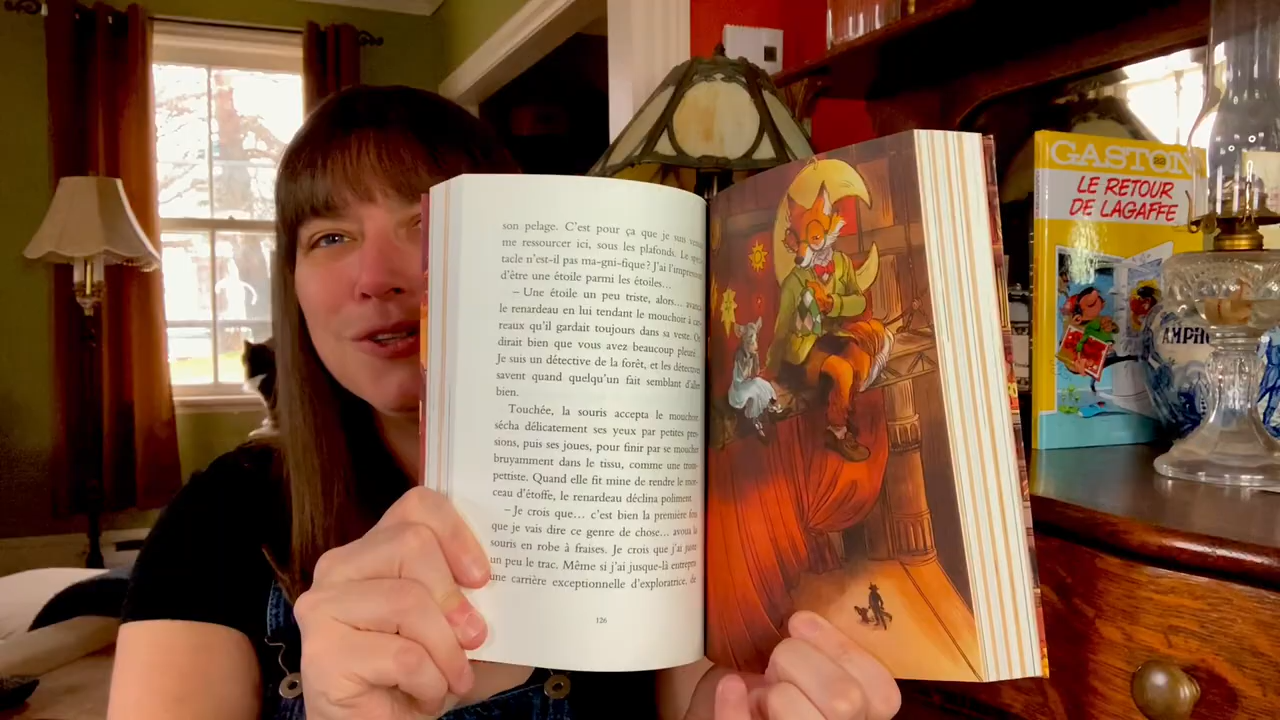 son pelage. C'est pour ça que je suis
me ressourcer ici, sous les plafonds. Le
tacle n'est-il pas ma-gni-fique ? J'ai
d'être une étoile parmi les étoiles…
– Une étoile un peu triste, alors…
le renardeau en lui tendant le mouchoir à
reaux qu'il gardait toujours dans sa veste.
dirait bien que vous avez beaucoup
Je suis un détective de la forêt, et les
savent quand quelqu'un fait semblant
bien.
Touchée, la souris accepta le mouchoir
sécha délicatement ses yeux par petites
sions, puis ses joues, pour finir par se moucher
bruyamment dans le tissu, comme une
pettiste. Quand elle fit mine de rendre le mor-
ceau d'étoffe, le renardeau déclina poliment.
– Je crois que… c'est bien la première fois
que je vais dire ce genre de chose… avoua la
souris en robe à fraises. Je crois que j'ai juste
un peu le trac. Même si j'ai jusque-là entrepris
une carrière exceptionnelle d'exploratrice, de
126
GASTON
LE RETOUR
DE LAGAFFE